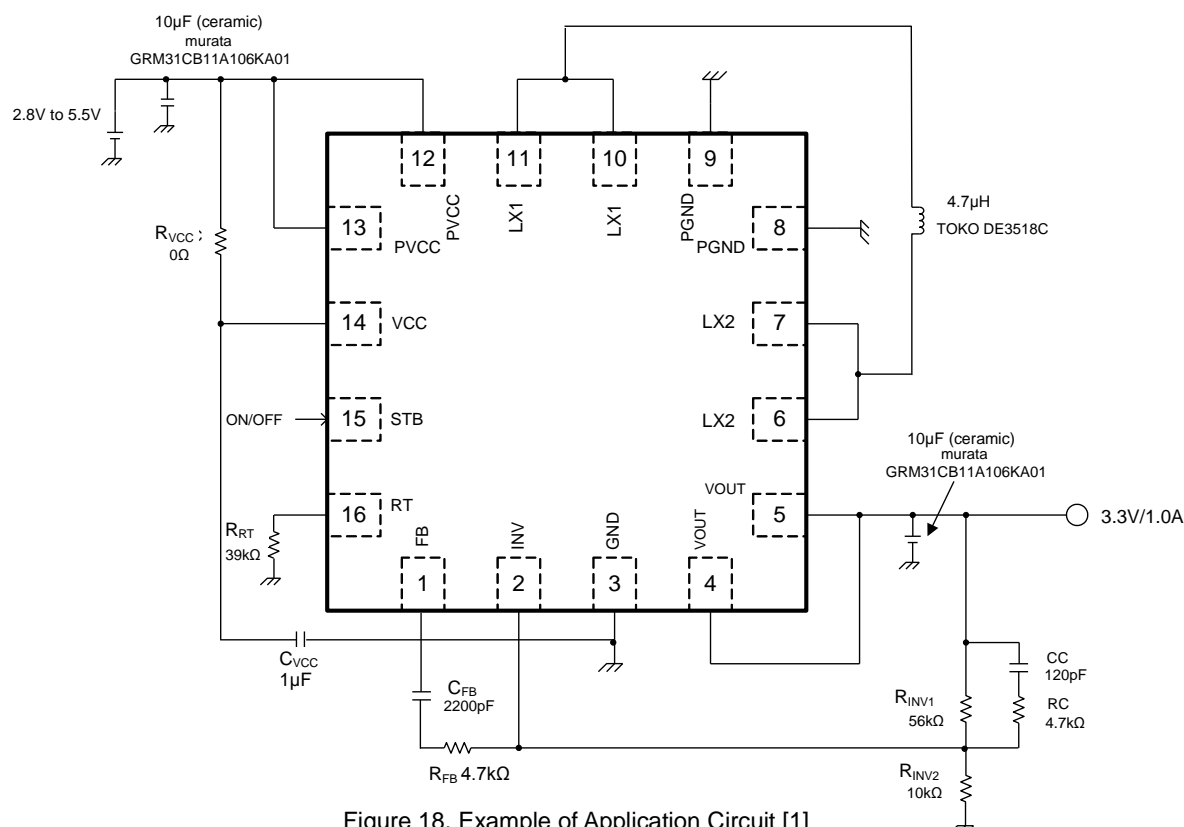 10µF (ceramic)
murata
GRM31CB11A106KA01
2.8V to 5.5V
12
11
10
9
PVCC
LX1
LX1
PGND
4.7µH
TOKO DE3518C
RVCC
0Ω
13
PVCC
8
PGND
14
VCC
LX2
7
ON/OFF
15
STB
LX2
6
10µF (ceramic)
murata
GRM31CB11A106KA01
VOUT
5
3.3V/1.0A
16
RT
RRT
39kΩ
FB
INV
GND
VOUT
1
2
3
4
CVCC
1µF
CFB
2200pF
RFB 4.7kΩ
RINV1
56kΩ
CC
120pF
RC
4.7kΩ
RINV2
10kΩ
Figure 18. Example of Application Circuit [1]